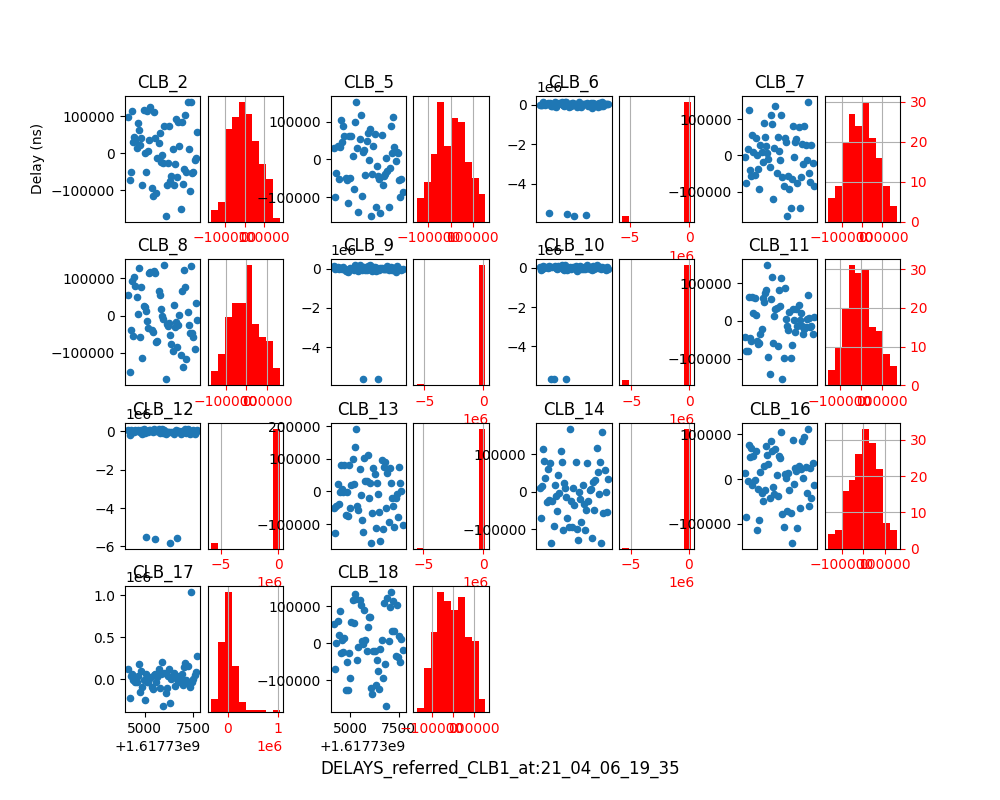 CLB_2
CLB_5
CLB_6
CLB_7
Delay (ns)
100000
0
−100000
−100000
100000
100000
0
−100000
−100000
100000
1e6
0
−2
−4
−5
0
1e6
100000
0
−100000
−100000
100000
30
20
10
0
CLB_8
CLB_9
CLB_10
CLB_11
100000
0
−100000
−100000
100000
1e6
0
−2
−4
−5
0
1e6
1e6
0
−2
−4
−5
0
1e6
100000
0
−100000
−100000
100000
30
20
10
0
CLB_12
CLB_13
CLB_14
CLB_16
1e6
0
−2
−4
−6
−5
0
1e6
200000
100000
0
−100000
−5
0
1e6
100000
0
−100000
−5
0
1e6
100000
0
−100000
−100000
100000
30
20
10
0
CLB_17
CLB_18
1e6
1.0
0.5
0.0
5000
7500
+1.61773e9
0
1
1e6
100000
0
−100000
5000
7500
+1.61773e9
−100000
100000
DELAYS_referred_CLB1_at:21_04_06_19_35